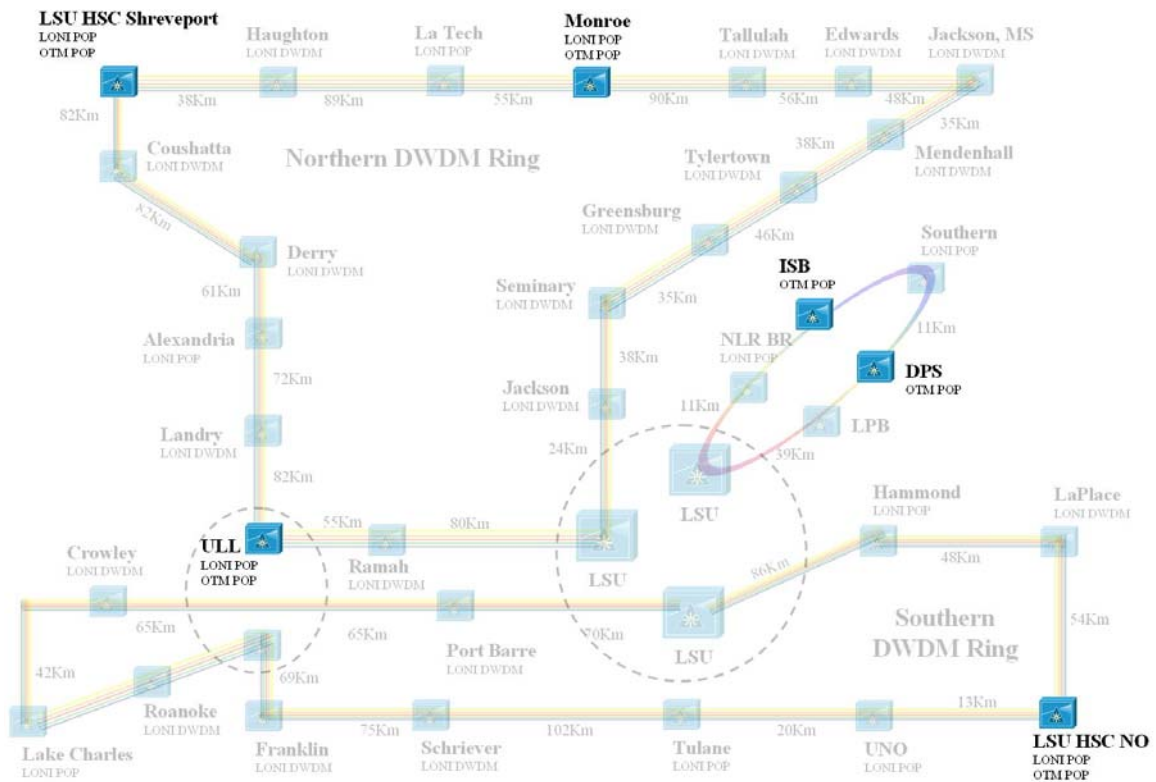 LSU HSC Shreveport
LONI POP
OTM POP
Haughton
LONI DWDM
La Tech
LONI POP
Monroe
LONI POP
OTM POP
Tallulah
LONI DWDM
Edwards
LONI DWDM
Jackson, MS
LONI DWDM
38Km
89Km
55Km
90Km
56Km
48Km
82Km
35Km
Coushatta
LONI DWDM
Northern DWDM Ring
38Km
Mendenhall
LONI DWDM
Tylertown
LONI DWDM
82Km
Greensburg
LONI DWDM
46Km
Derry
LONI DWDM
Southern
LONI POP
ISB
OTM POP
61Km
Seminary
LONI DWDM
35Km
11Km
Alexandria
LONI POP
NLR BR
LONI POP
38Km
72Km
DPS
OTM POP
Jackson
LONI DWDM
11Km
LPB
Landry
LONI DWDM
24Km
39Km
82Km
LSU
Hammond
LONI POP
LaPlace
LONI DWDM
55Km
80Km
ULL
LONI POP
OTM POP
Crowley
LONI DWDM
Ramah
LONI DWDM
LSU
86Km
48Km
65Km
65Km
Port Barre
LONI DWDM
70Km
LSU
Southern
DWDM Ring
54Km
42Km
69Km
Roanoke
LONI DWDM
13Km
75Km
102Km
20Km
Lake Charles
LONI POP
Franklin
LONI DWDM
Schriever
LONI DWDM
Tulane
LONI POP
UNO
LONI POP
LSU HSC NO
LONI POP
OTM POP